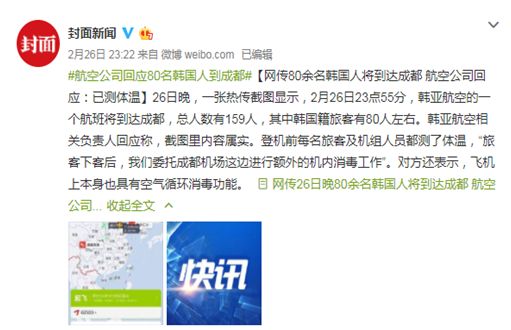 封面
封面新闻
2月26日 23:22 来自 微博 weibo.com 已编辑
#航空公司回应80名韩国人到成都#【网传80余名韩国人将到达成都 航空公司回
应：已测体温】26日晚，一张热传截图显示，2月26日23点55分，韩亚航空的一
个航班将到达成都，总人数有159人，其中韩国籍旅客有80人左右。韩亚航空相
关负责人回应称，截图里内容属实。登机前每名旅客及机组人员都测了体温，“旅
客下客后，我们委托成都机场这边进行额外的机内消毒工作”。对方还表示，飞机
上本身也具有空气循环消毒功能。 网传26日晚80余名韩国人将到达成都 航空
公司... 收起全文
快讯